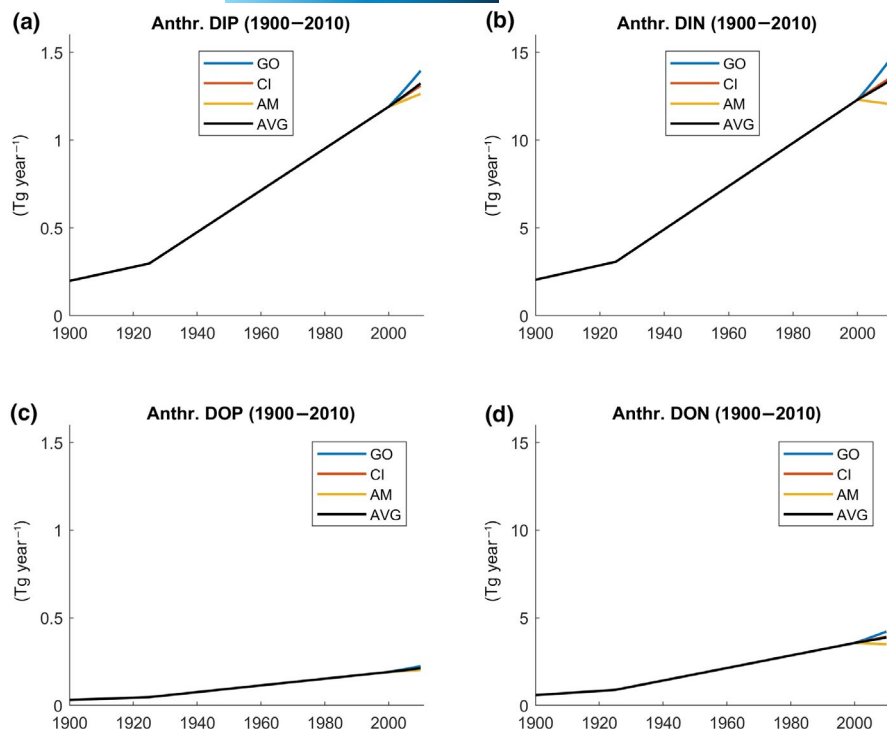 (a)
Anthr. DIP (1900−2010)
1.5
1
0.5
0
(Tg year⁻¹)
1900 1920 1940 1960 1980 2000
GO
CI
AM
AVG
(b)
Anthr. DIN (1900−2010)
15
10
5
0
(Tg year⁻¹)
1900 1920 1940 1960 1980 2000
GO
CI
AM
AVG
(c)
Anthr. DOP (1900−2010)
1.5
1
0.5
0
(Tg year⁻¹)
1900 1920 1940 1960 1980 2000
GO
CI
AM
AVG
(d)
Anthr. DON (1900−2010)
15
10
5
0
(Tg year⁻¹)
1900 1920 1940 1960 1980 2000
GO
CI
AM
AVG